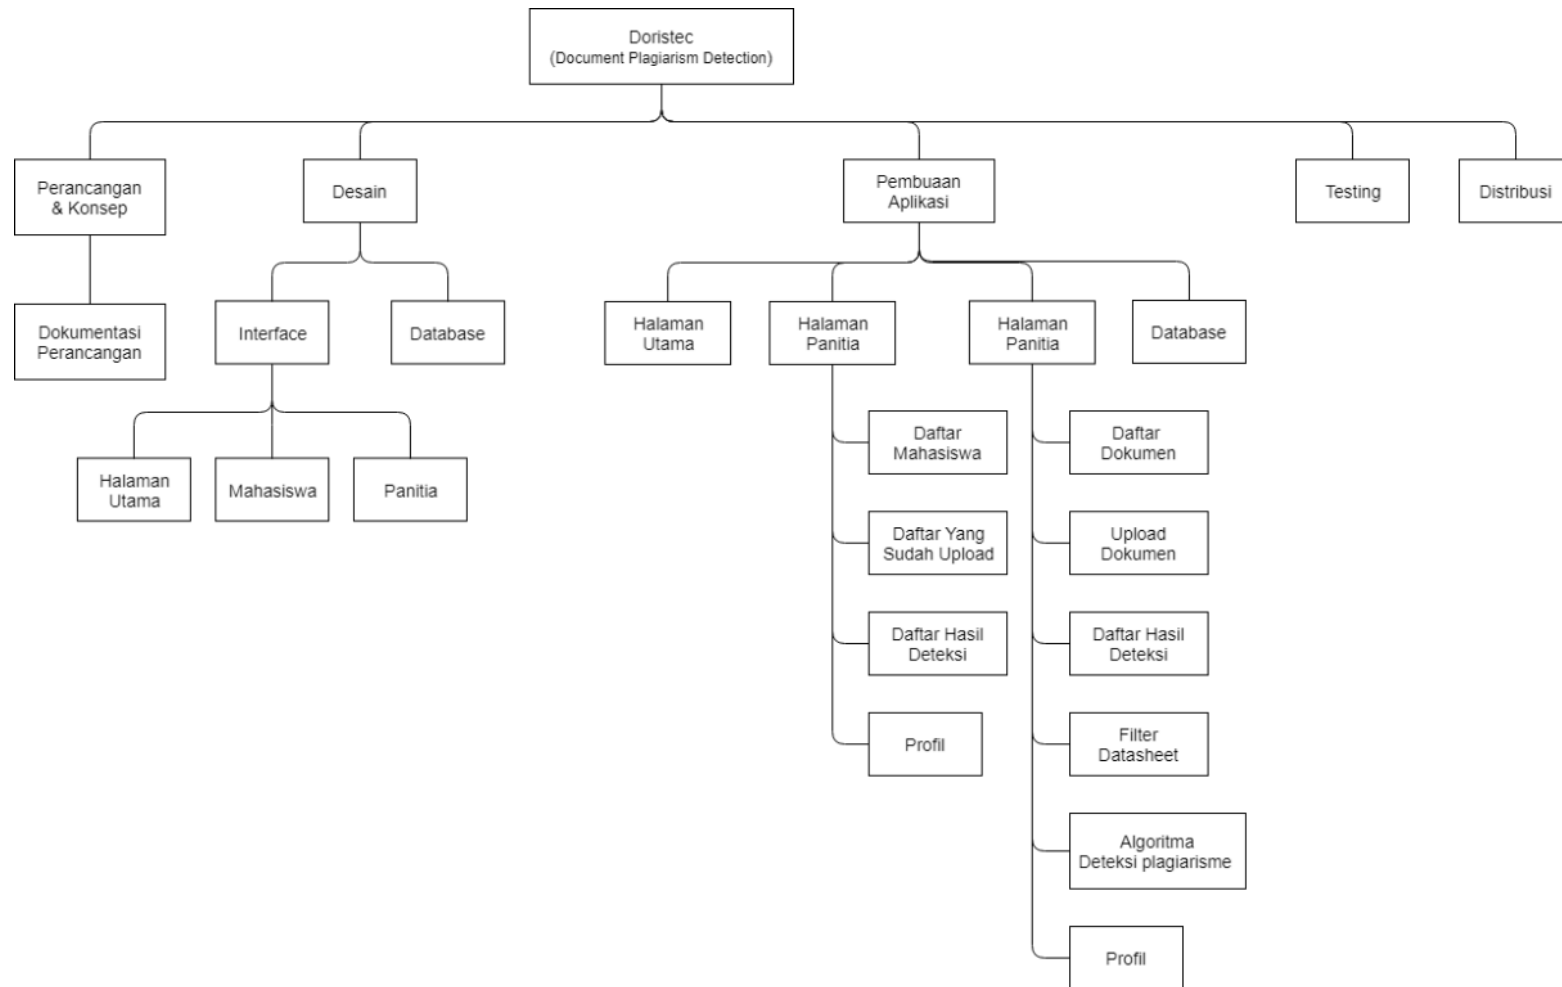 Doristec
(Document Plagiarism Detection)
Perancangan
& Konsep
Desain
Pembuaan
Aplikasi
Testing
Distribusi
Dokumentasi
Perancangan
Interface
Database
Halaman
Utama
Halaman
Panitia
Halaman
Panitia
Database
Halaman
Utama
Mahasiswa
Panitia
Daftar
Mahasiswa
Daftar Yang
Sudah Upload
Daftar Hasil
Deteksi
Profil
Daftar
Dokumen
Upload
Dokumen
Daftar Hasil
Deteksi
Filter
Datasheet
Algoritma
Deteksi plagiarisme
Profil